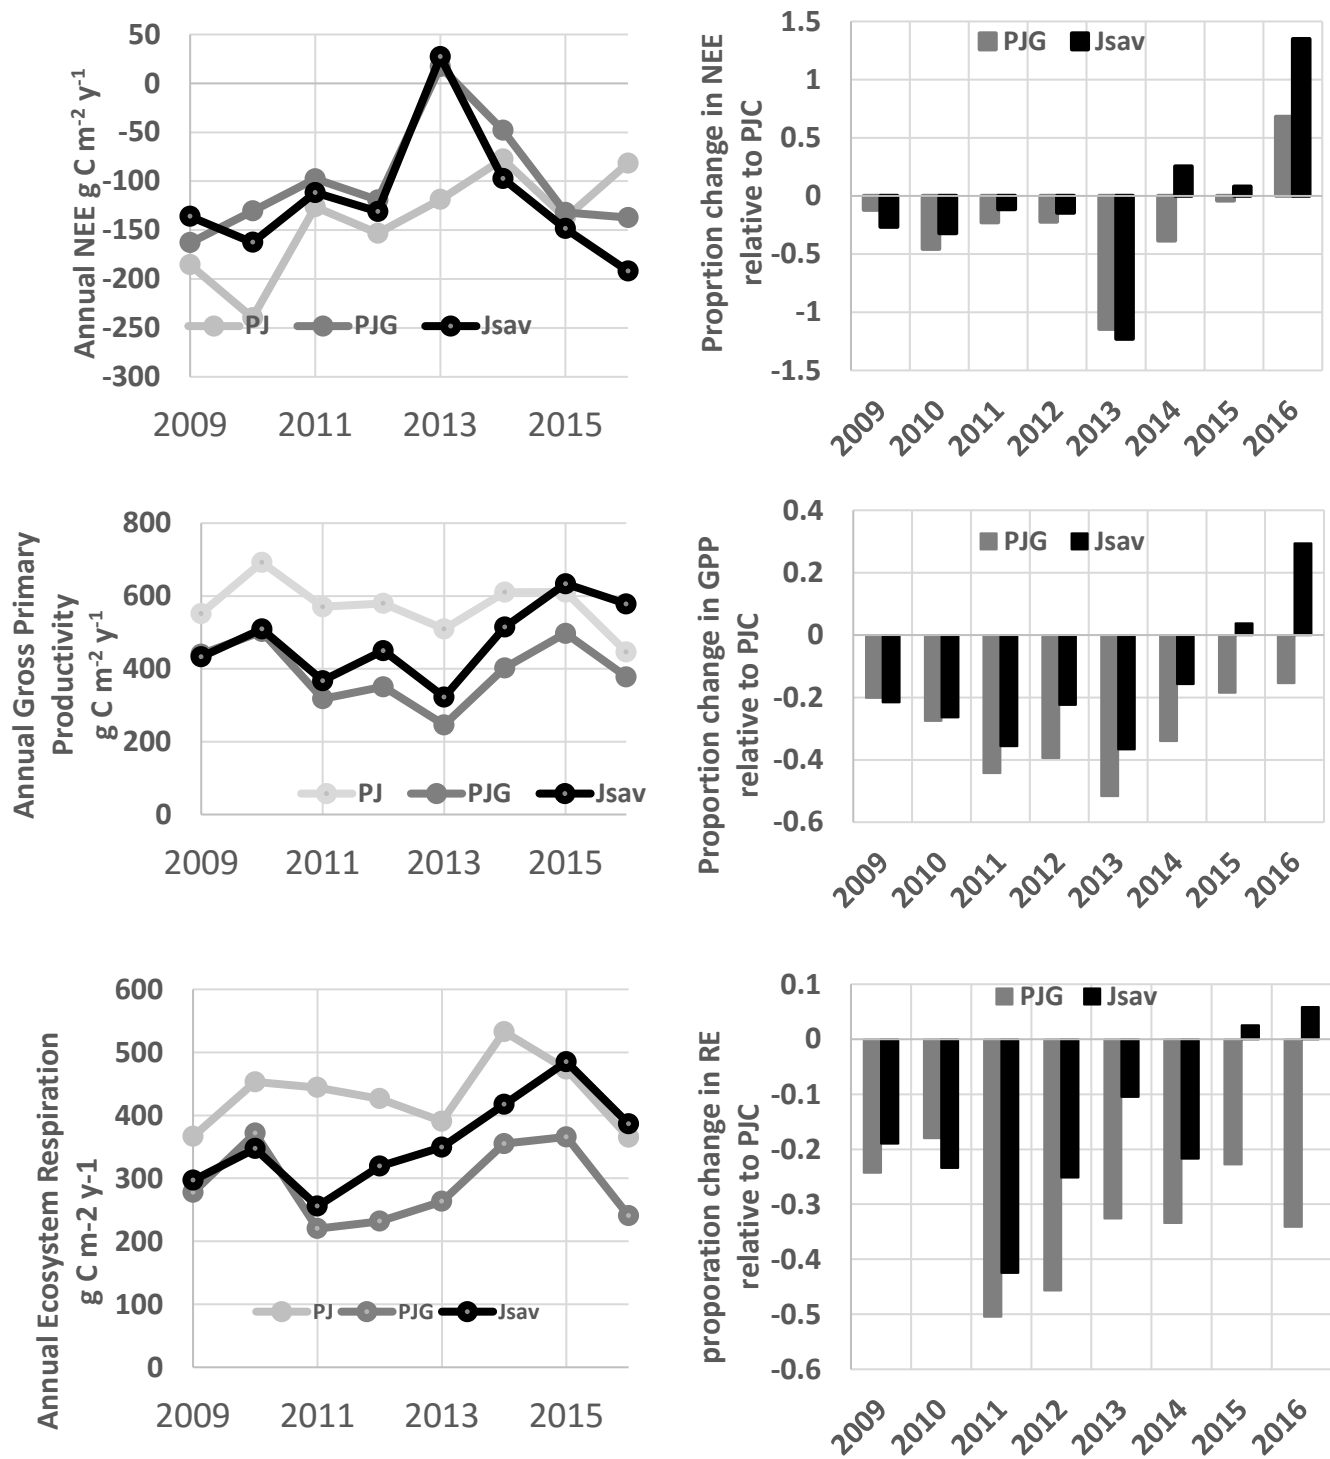 Annual NEE g C m-2 y-1
50
0
-50
-100
-150
-200
-250
-300
PJ PJG Jsav
2009 2011 2013 2015
Proprtion change in NEE
relative to PJC
1.5
1
0.5
0
-0.5
-1
-1.5
PJG Jsav
2009 2010 2011 2012 2013 2014 2015 2016
Annual Gross Primary
Productivity
g C m-2 y-1
800
600
400
200
0
PJ PJG Jsav
2009 2011 2013 2015
Proportion change in GPP
relative to PJC
0.4
0.2
0
-0.2
-0.4
-0.6
PJG Jsav
2009 2010 2011 2012 2013 2014 2015 2016
Annual Ecosystem Respiration
g C m-2 y-1
600
500
400
300
200
100
0
PJ PJG Jsav
2009 2011 2013 2015
proporation change in RE
relative to PJC
0.1
0
-0.1
-0.2
-0.3
-0.4
-0.5
-0.6
PJG Jsav
2009 2010 2011 2012 2013 2014 2015 2016